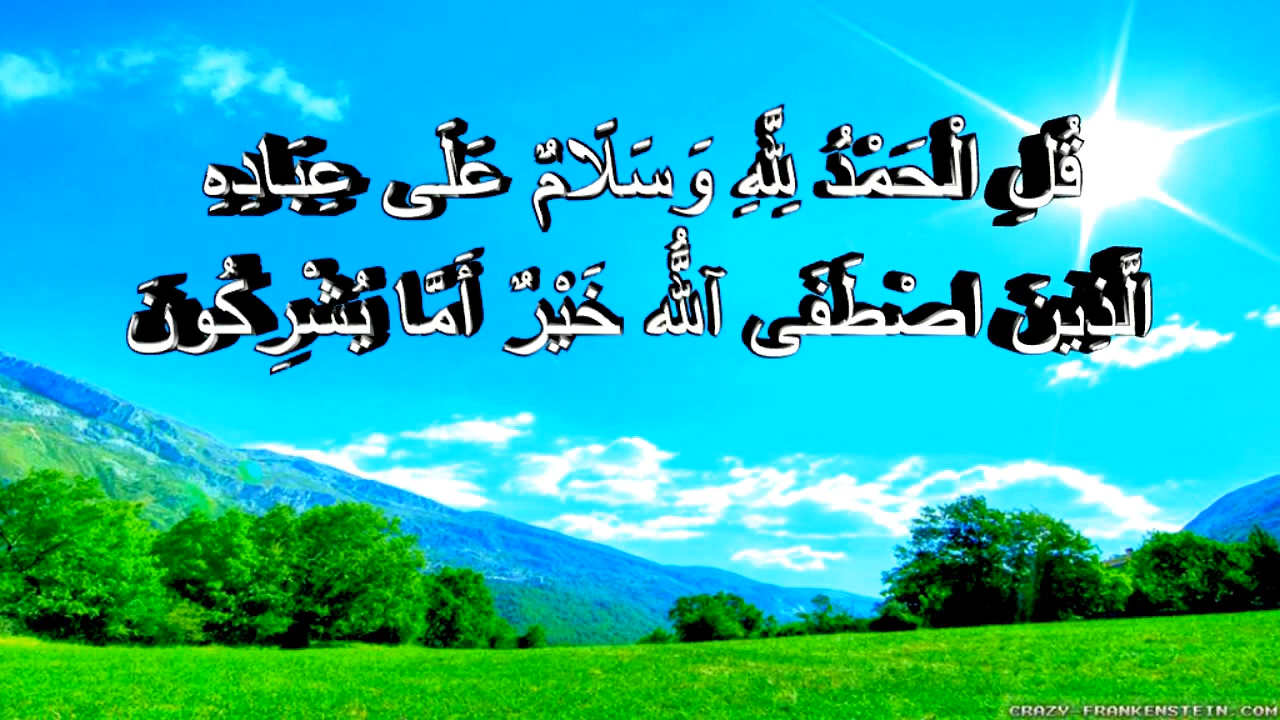 قُلِ الْحَمْدُ لِلَّهِ وَسَلَامٌ عَلَى عِبَادِهِ
الَّذِينَ اصْطَفَى آللَّهُ خَيْرٌ أَمَّا يُشْرِكُونَ
CRAZY-FRANKENSTEIN.COM